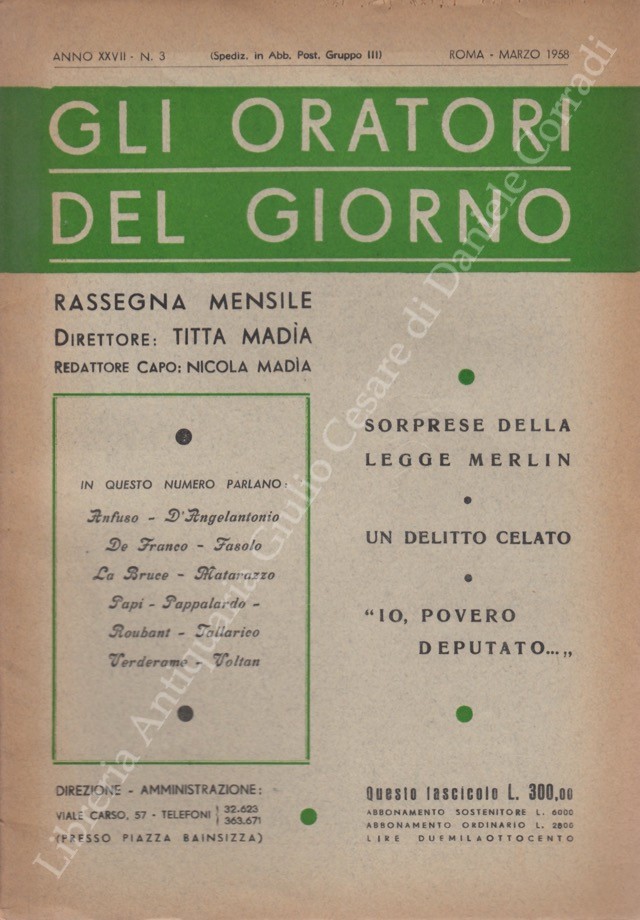 ANNO XXVII - N. 3 (Spediz. in Abb. Post. Gruppo III) ROMA - MARZO 1958
GLI ORATORI
DEL GIORNO
RASSEGNA MENSILE
DIRETTORE: TITTA MADÌA
REDATTORE CAPO: NICOLA MADÌA
IN QUESTO NUMERO PARLANO:
Anfuso - D'Angelantonio
De Franco - Fasolo
La Bruce - Matarazzo
Papi - Pappalardo -
Roubant - Tallarico
Verderame - Voltan
SORPRESE DELLA
LEGGE MERLIN
UN DELITTO CELATO
"IO, POVERO
DEPUTATO...„
DIREZIONE - AMMINISTRAZIONE:
VIALE CARSO, 57 - TELEFONI 32.623
363.671
(PRESSO PIAZZA BAINSIZZA)
Questo fascicolo L. 300,00
ABBONAMENTO SOSTENITORE L. 6000
ABBONAMENTO ORDINARIO L. 2800
LIRE DUEMILAOTTOCENTO
Libreria Antiquaria Giulio Cesare di Daniele Corradi